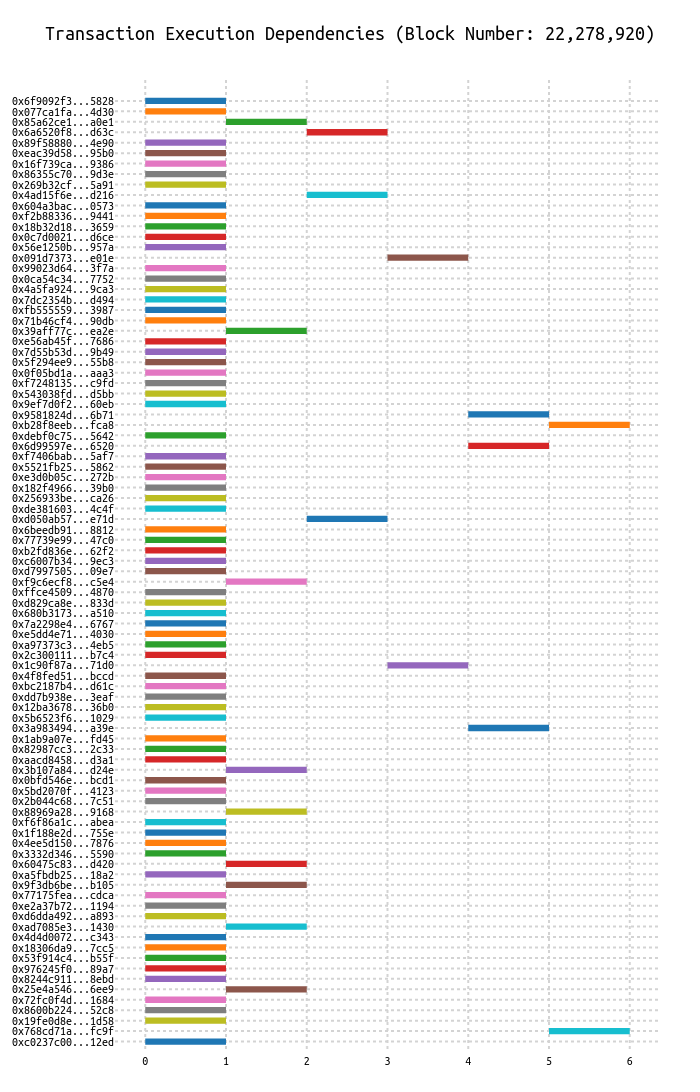 Transaction Execution Dependencies (Block Number: 22,278,920)
0x6f9092f3...5828
0x077ca1fa...4d30
0x85a62ce1...a0e1
0x6a6520f8...d63c
0x89f58880...4e90
0xeac39d58...95b0
0x16f739ca...9386
0x86355c70...9d3e
0x269b32cf...5a91
0x4ad15f6e...d216
0x604a3bac...0573
0xf2b88336...9441
0x18b32d18...3659
0x0c7d0021...d6ce
0x56e1250b...957a
0x091d7373...e01e
0x99023d64...3f7a
0x0ca54c34...7752
0x4a5fa924...9ca3
0x7dc2354b...d494
0xfb555559...3987
0x71b46cf4...90db
0x39aff77c...ea2e
0xe56ab45f...7686
0x7d55b53d...9b49
0x5f294ee9...55b8
0x0f05bd1a...aaa3
0xf7248135...c9fd
0x543038fd...d5bb
0x9ef7d0f2...60eb
0x9581824d...6b71
0xb28f8eeb...fca8
0xdebf0c75...5642
0x6d99597e...6520
0xf7406bab...5af7
0x5521fb25...5862
0xe3d0b05c...272b
0x182f4966...39b0
0x256933be...ca26
0xde381603...4c4f
0xd050ab57...e71d
0x6beedb91...8812
0x77739e99...47c0
0xb2fd836e...62f2
0xc6007b34...9ec3
0xd7997505...09e7
0xf9c6ecf8...c5e4
0xffce4509...4870
0xd829ca8e...833d
0x680b3173...a510
0x7a2298e4...6767
0xe5dd4e71...4030
0xa97373c3...4eb5
0x2c300111...b7c4
0x1c90f87a...71d0
0x4f8fed51...bccd
0xbc2187b4...d61c
0xdd7b938e...3eaf
0x12ba3678...36b0
0x5b6523f6...1029
0x3a983494...a39e
0x1ab9a07e...fd45
0x82987cc3...2c33
0xaacd8458...d3a1
0x3b107a84...d24e
0x0bfd546e...bcd1
0x5bd2070f...4123
0x2b044c68...7c51
0x88969a28...9168
0xf6f86a1c...abea
0x1f188e2d...755e
0x4ee5d150...7876
0x3332d346...5590
0x60475c83...d420
0xa5fbdb25...18a2
0x9f3db6be...b105
0x77175fea...cdca
0xe2a37b72...1194
0xd6dda492...a893
0xad7085e3...1430
0x4d4d0072...c343
0x18306da9...7cc5
0x53f914c4...b55f
0x976245f0...89a7
0x8244c911...8ebd
0x25e4a546...6ee9
0x72fc0f4d...1684
0x8600b224...52c8
0x19fe0d8e...1d58
0x768cd71a...fc9f
0xc0237c00...12ed
0 1 2 3 4 5 6